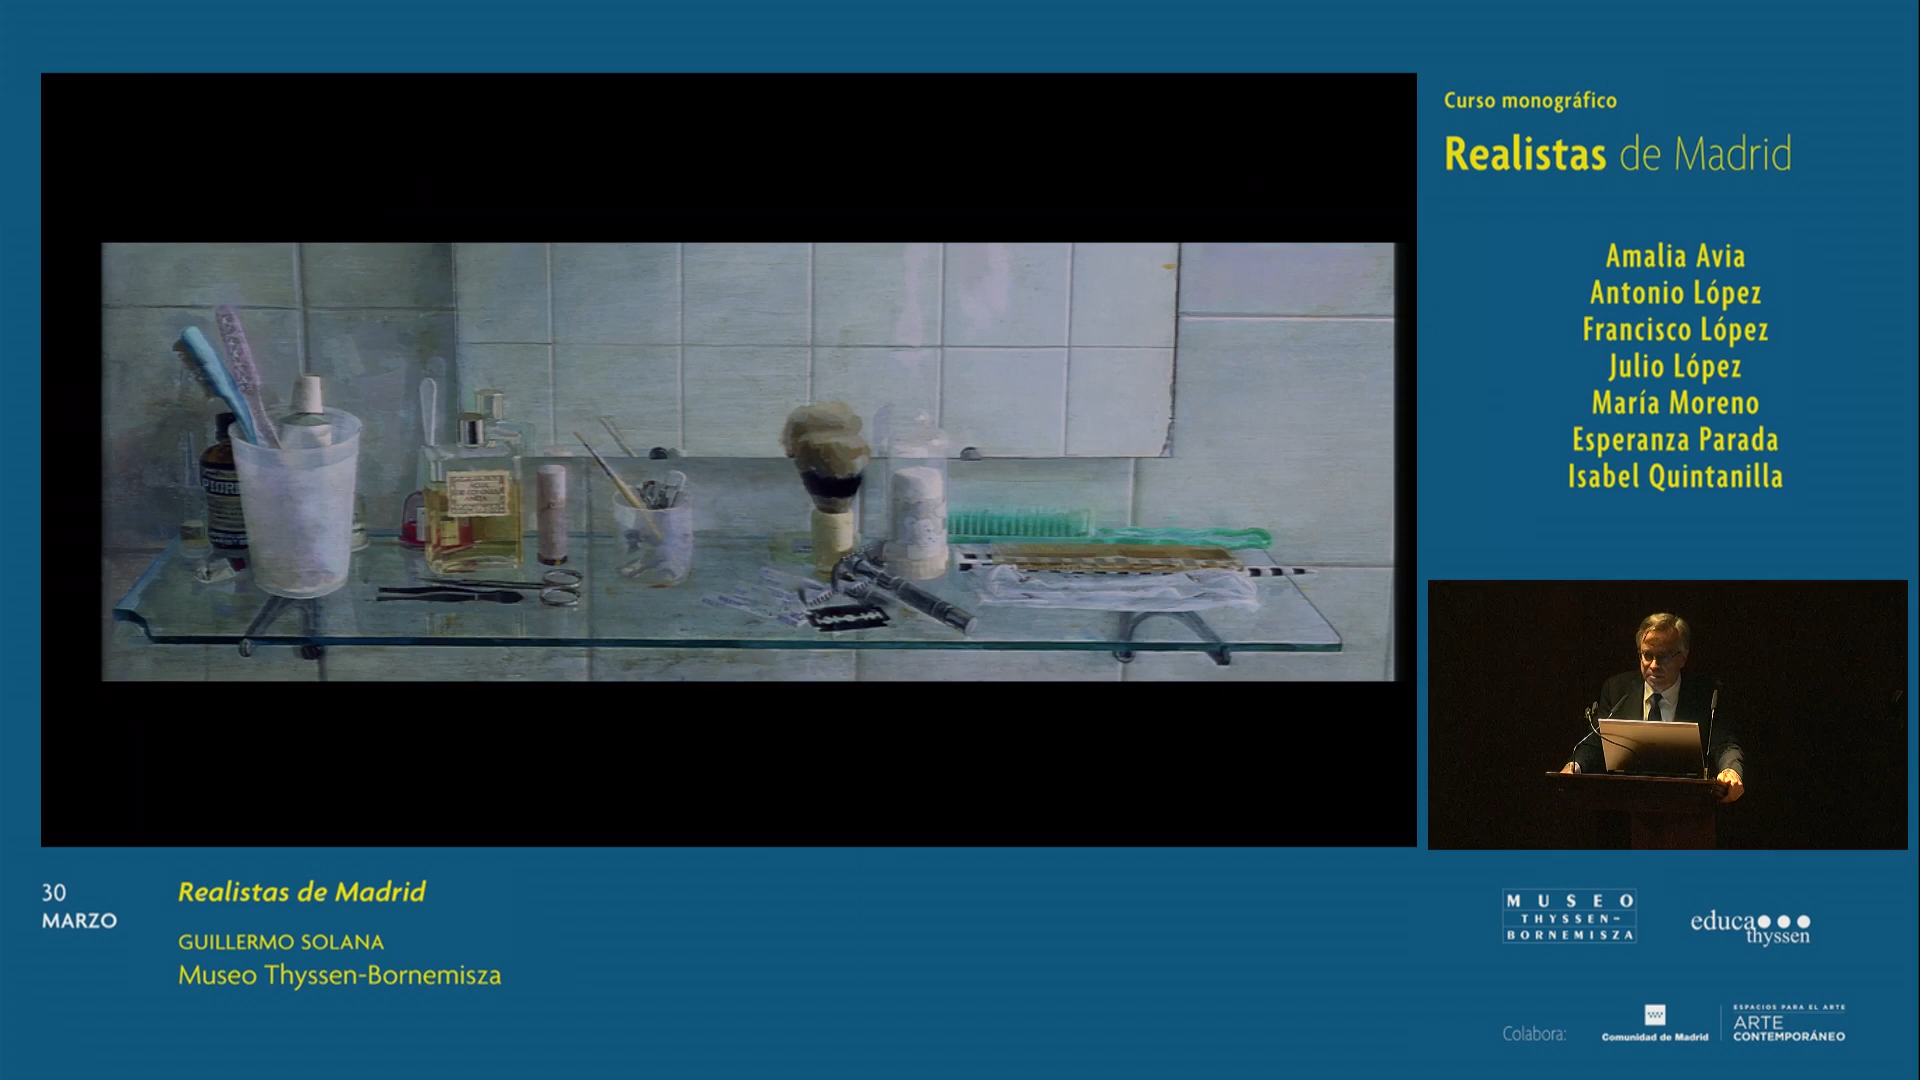 Curso monográfico
Realistas de Madrid
Amalia Avia
Antonio López
Francisco López
Julio López
María Moreno
Esperanza Parada
Isabel Quintanilla
30
MARZO
Realistas de Madrid
GUILLERMO SOLANA
Museo Thyssen-Bornemisza
MUSEO
THYSSEN-
BORNEMISZA
educa
thyssen
Colabora:
Comunidad de Madrid
ESPACIOS PARA EL ARTE
ARTE
CONTEMPORÁNEO